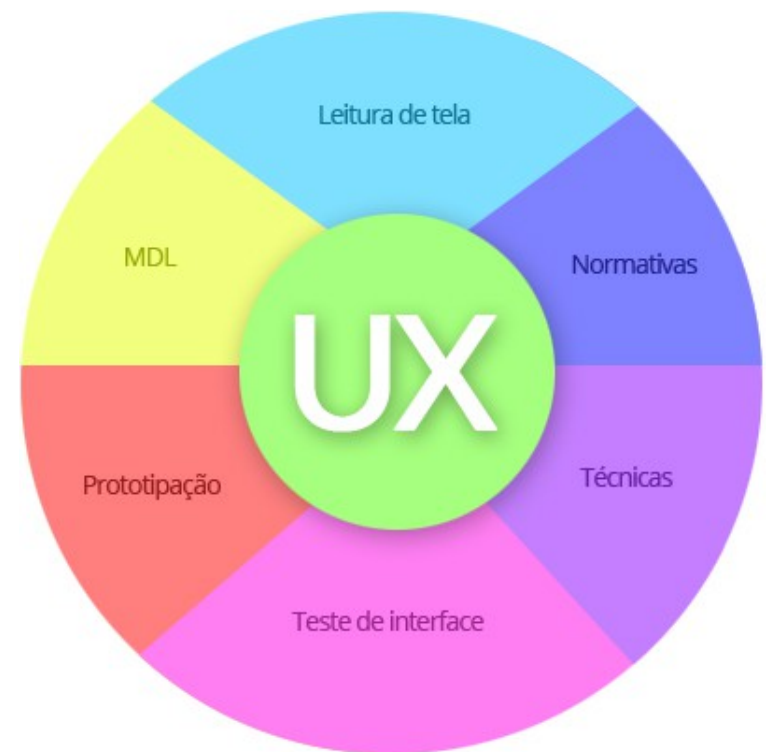 Leitura de tela
MDL
Normativas
UX
Prototipação
Técnicas
Teste de interface